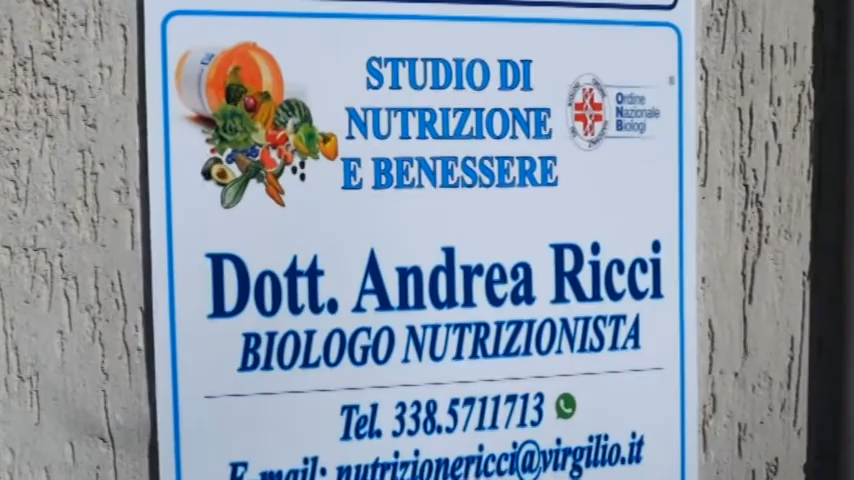 STUDIO DI
NUTRIZIONE
E BENESSERE
Ordine
Nazionale
Biologi
Dott. Andrea Ricci
BIOLOGO NUTRIZIONISTA
Tel. 338.5711713
E-mail: nutrizionericci@virgilio.it